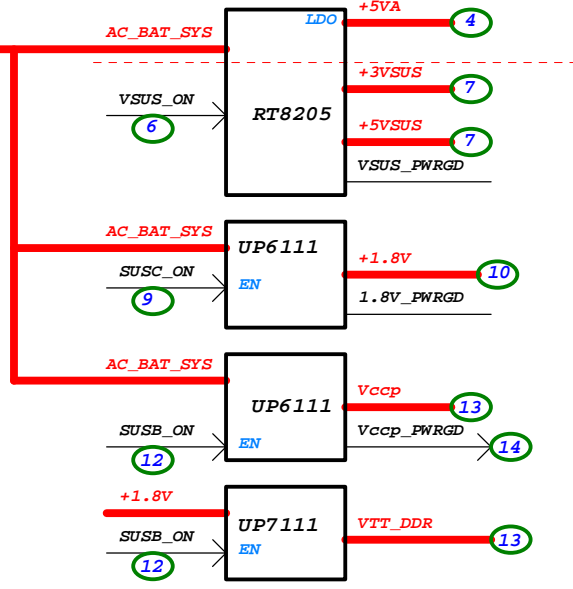 +5VA
LDO
4
AC_BAT_SYS
+3VSUS
7
VSUS_ON
RT8205
6
+5VSUS
7
VSUS_PWRGD
AC_BAT_SYS
UP6111
+1.8V
10
SUSC_ON
EN
9
1.8V_PWRGD
AC_BAT_SYS
Vccp
UP6111
13
SUSB_ON
EN
Vccp_PWRGD
14
12
+1.8V
UP7111
VTT_DDR
13
SUSB_ON
EN
12